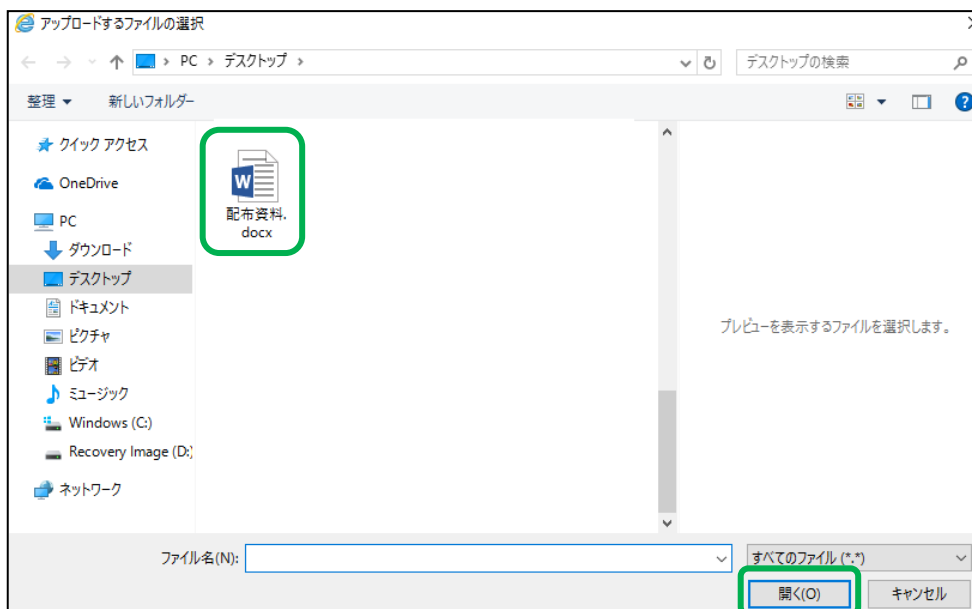 アップロードするファイルの選択
PC › デスクトップ ›
デスクトップの検索
整理
新しいフォルダー
クイック アクセス
OneDrive
PC
ダウンロード
デスクトップ
ドキュメント
ピクチャ
ビデオ
ミュージック
Windows (C:)
Recovery Image (D:)
ネットワーク
W
配布資料.
docx
プレビューを表示するファイルを選択します。
ファイル名(N):
すべてのファイル (*.*)
開く(O)
キャンセル